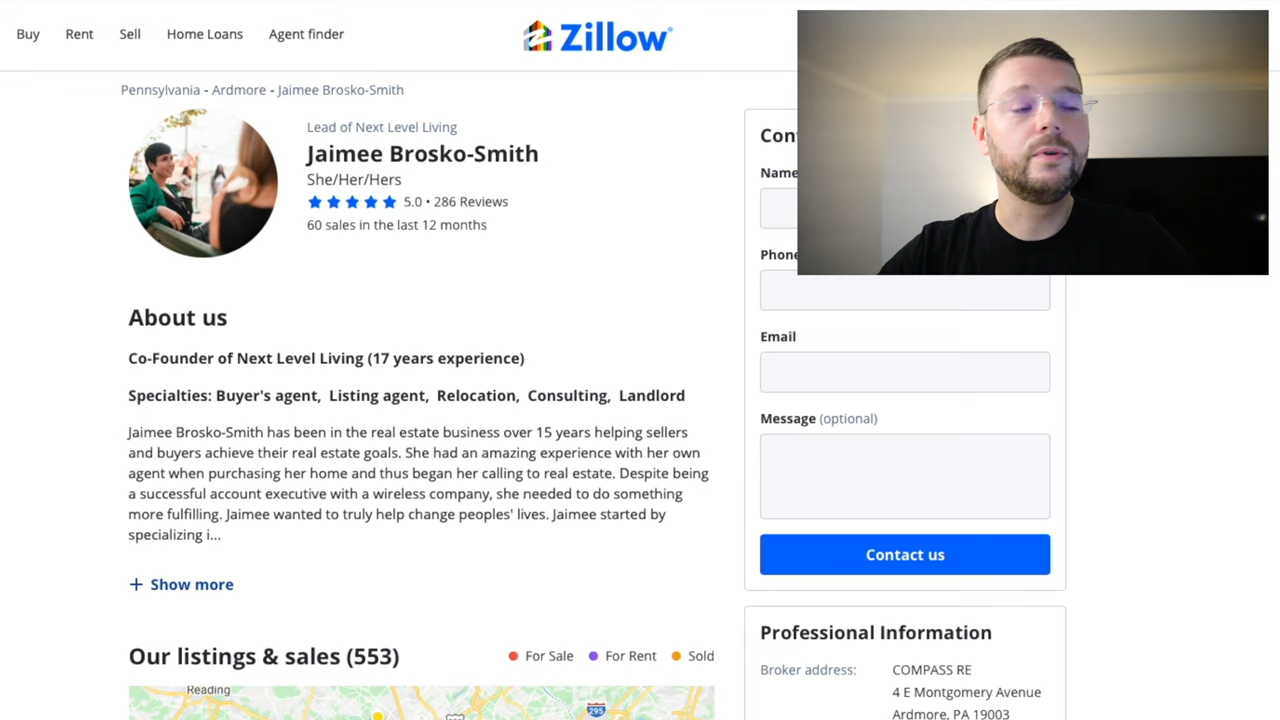 Buy Rent Sell Home Loans Agent finder
Zillow
Pennsylvania - Ardmore - Jaimee Brosko-Smith
Lead of Next Level Living
Jaimee Brosko-Smith
She/Her/Hers
5.0 • 286 Reviews
60 sales in the last 12 months
About us
Co-Founder of Next Level Living (17 years experience)
Specialties: Buyer's agent, Listing agent, Relocation, Consulting, Landlord
Jaimee Brosko-Smith has been in the real estate business over 15 years helping sellers
and buyers achieve their real estate goals. She had an amazing experience with her own
agent when purchasing her home and thus began her calling to real estate. Despite being
a successful account executive with a wireless company, she needed to do something
more fulfilling. Jaimee wanted to truly help change peoples' lives. Jaimee started by
specializing i...
+ Show more
Our listings & sales (553)
For Sale For Rent Sold
Reading
295
Name
Phone
Email
Message (optional)
Contact us
Professional Information
Broker address: COMPASS RE
4 E Montgomery Avenue
Ardmore, PA 19003